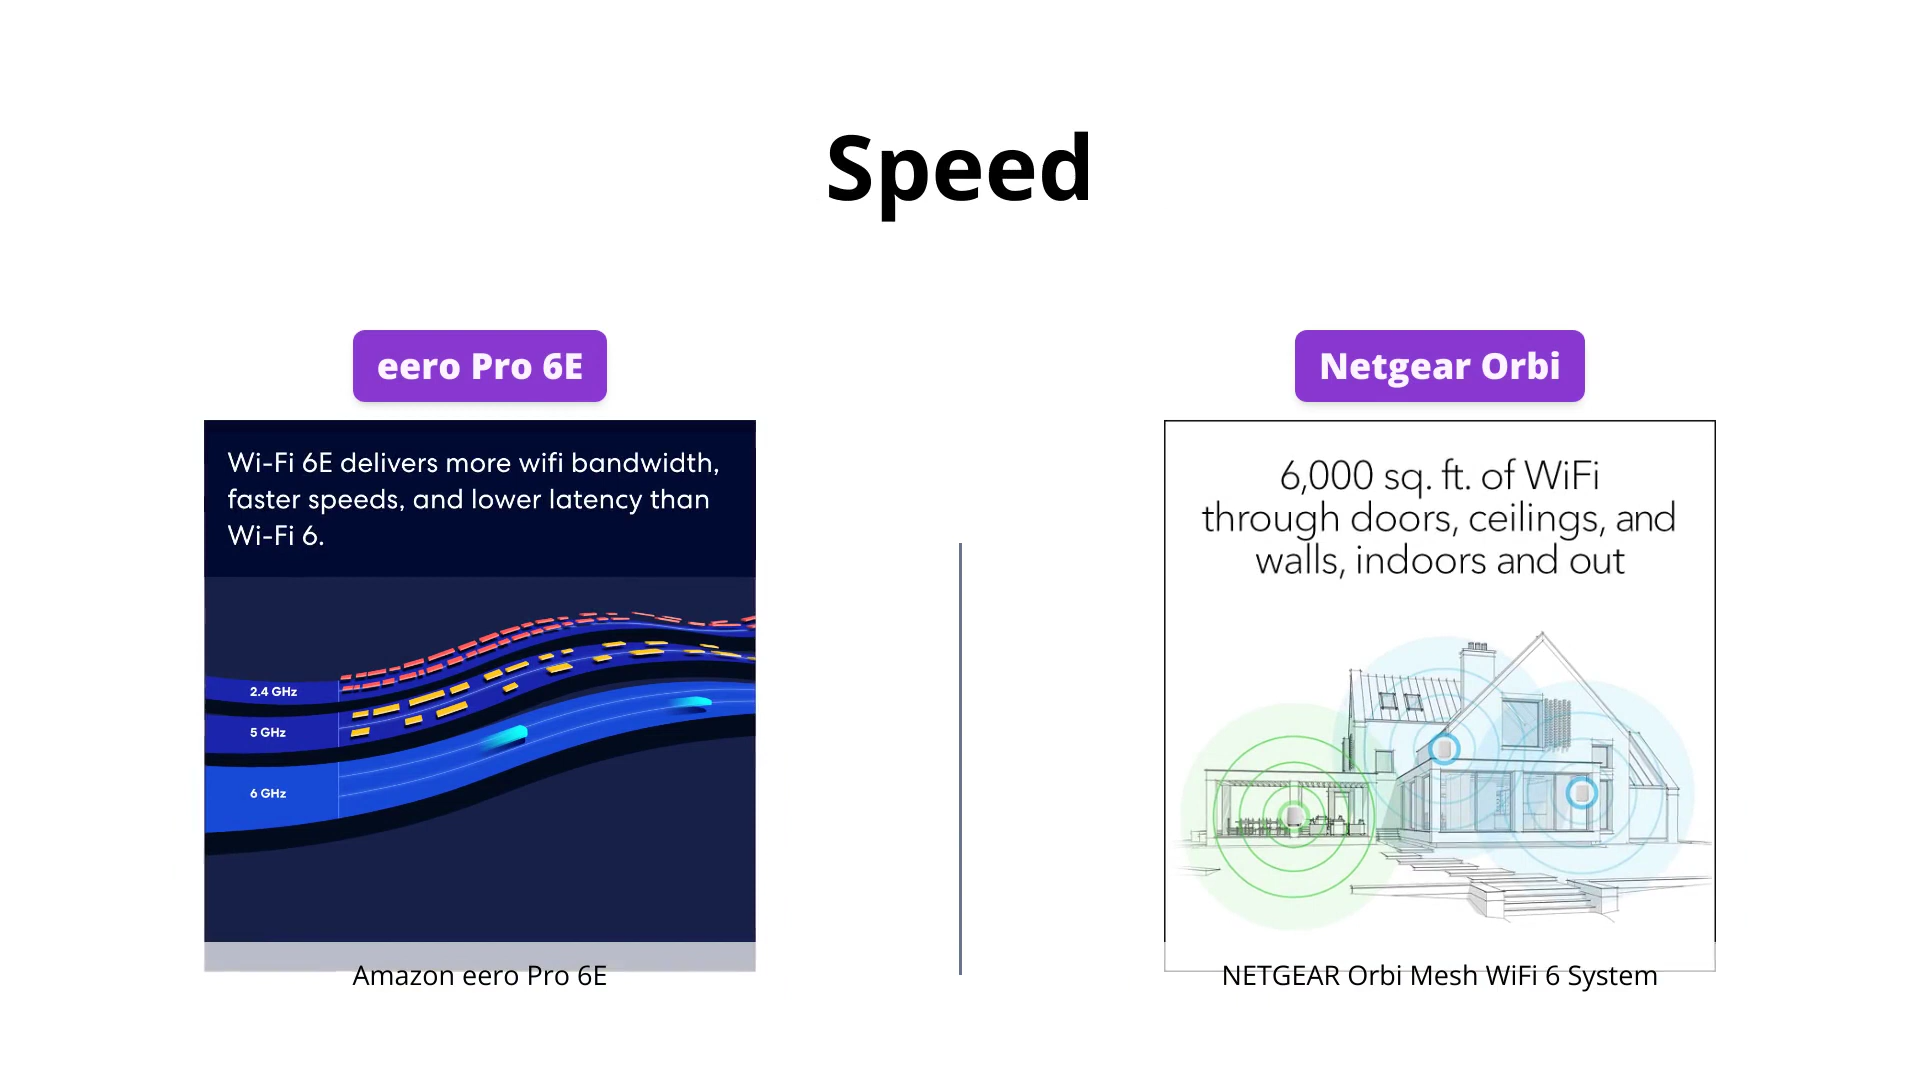 Speed
eero Pro 6E
Wi-Fi 6E delivers more wifi bandwidth,
faster speeds, and lower latency than
Wi-Fi 6.
2.4 GHz
5 GHz
6 GHz
Amazon eero Pro 6E
Netgear Orbi
6,000 sq. ft. of WiFi
through doors, ceilings, and
walls, indoors and out
NETGEAR Orbi Mesh WiFi 6 System